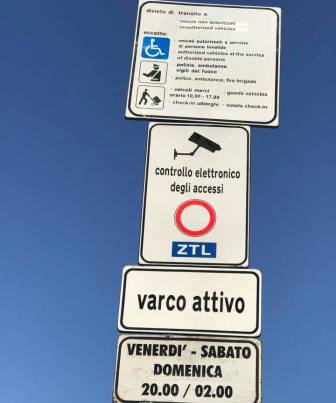 divieto di transito a:
- veicoli non autorizzati
- unauthorized vehicles
eccetto
- veicoli autorizzati a servizio
di persone invalide
- authorized vehicles at the service
of disable persons
- polizia, ambulanze,
vigili del fuoco
- police, ambulance, fire brigade
- veicoli merci - goods vehicles
orario 10,00 - 17,00
- check-in alberghi - hotels check-in
controllo elettronico
degli accessi
ZTL
varco attivo
VENERDI' - SABATO
DOMENICA
20.00 / 02.00